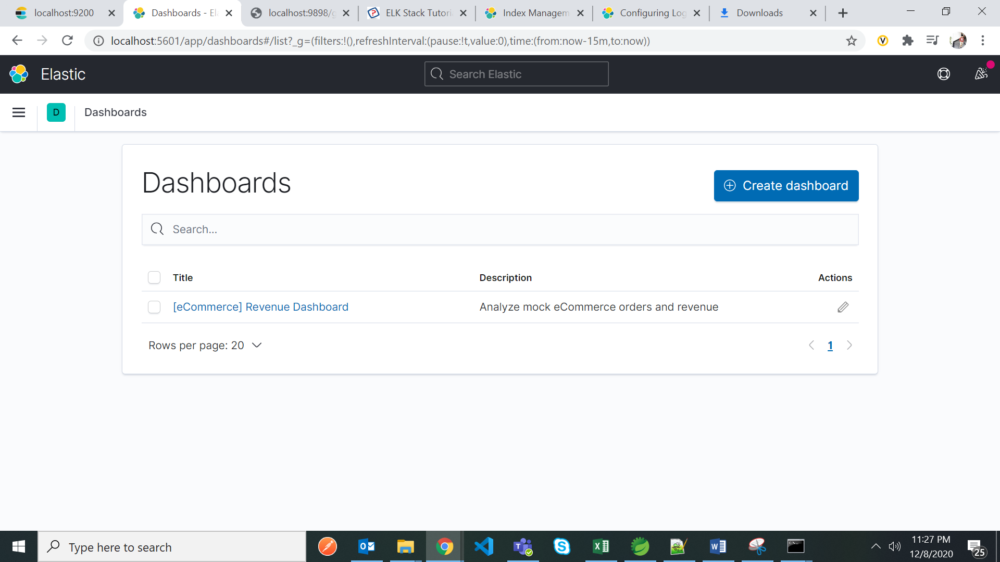 localhost:9200
Dashboards - El
localhost:9898/g
ELK Stack Tutori
Index Managem
Configuring Log
Downloads
localhost:5601/app/dashboards#/list?_g=(filters:!(),refreshInterval:(pause:!t,value:0),time:(from:now-15m,to:now))
Elastic
Search Elastic
D
Dashboards
Dashboards
Create dashboard
Search...
Title Description Actions
[eCommerce] Revenue Dashboard Analyze mock eCommerce orders and revenue
Rows per page: 20
1
Type here to search
11:27 PM
12/8/2020
25